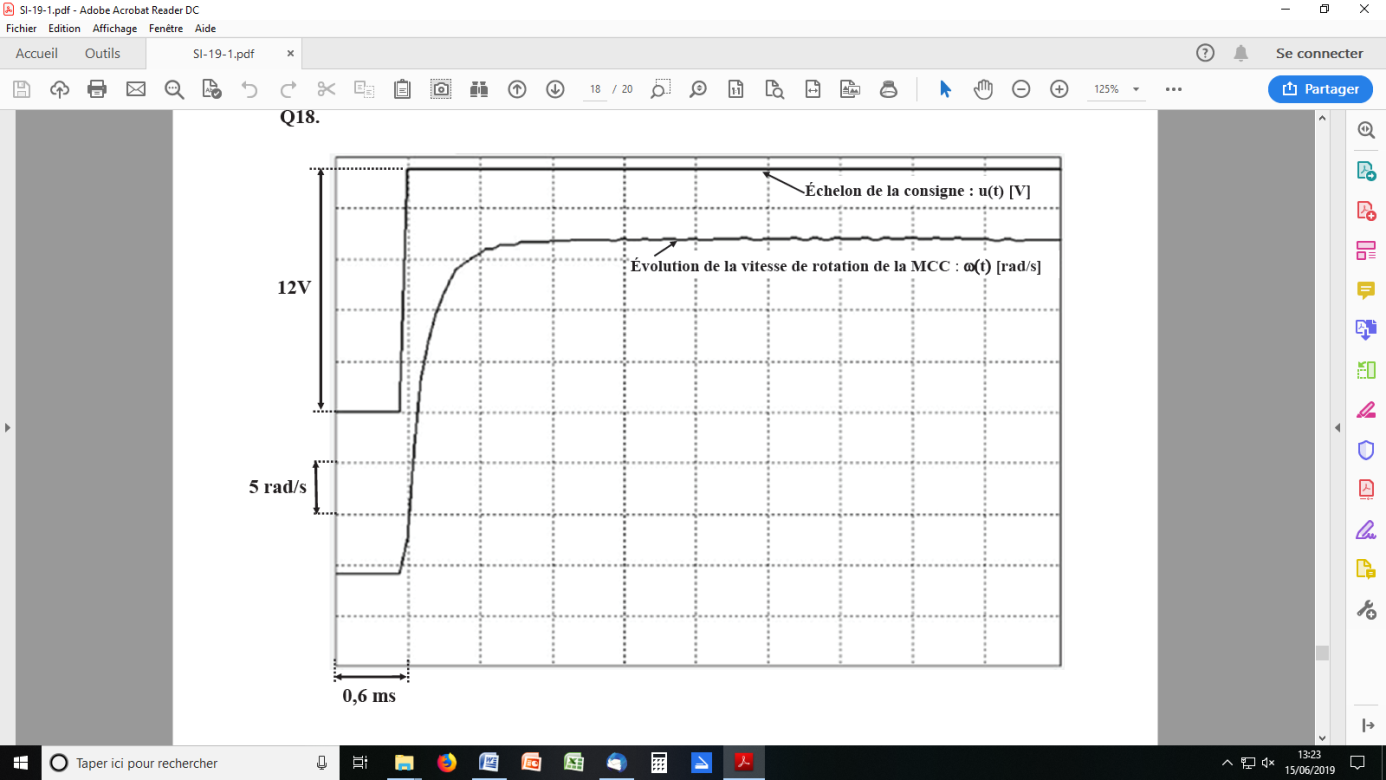 SI-19-1.pdf - Adobe Acrobat Reader DC
Fichier Edition Affichage Fenêtre Aide
Accueil Outils SI-19-1.pdf × Se connecter
18 / 20 125% Partager
Q18.
Échelon de la consigne : u(t) [V]
Évolution de la vitesse de rotation de la MCC : ω(t) [rad/s]
12V
5 rad/s
0,6 ms
Taper ici pour rechercher
13:23
15/06/2019